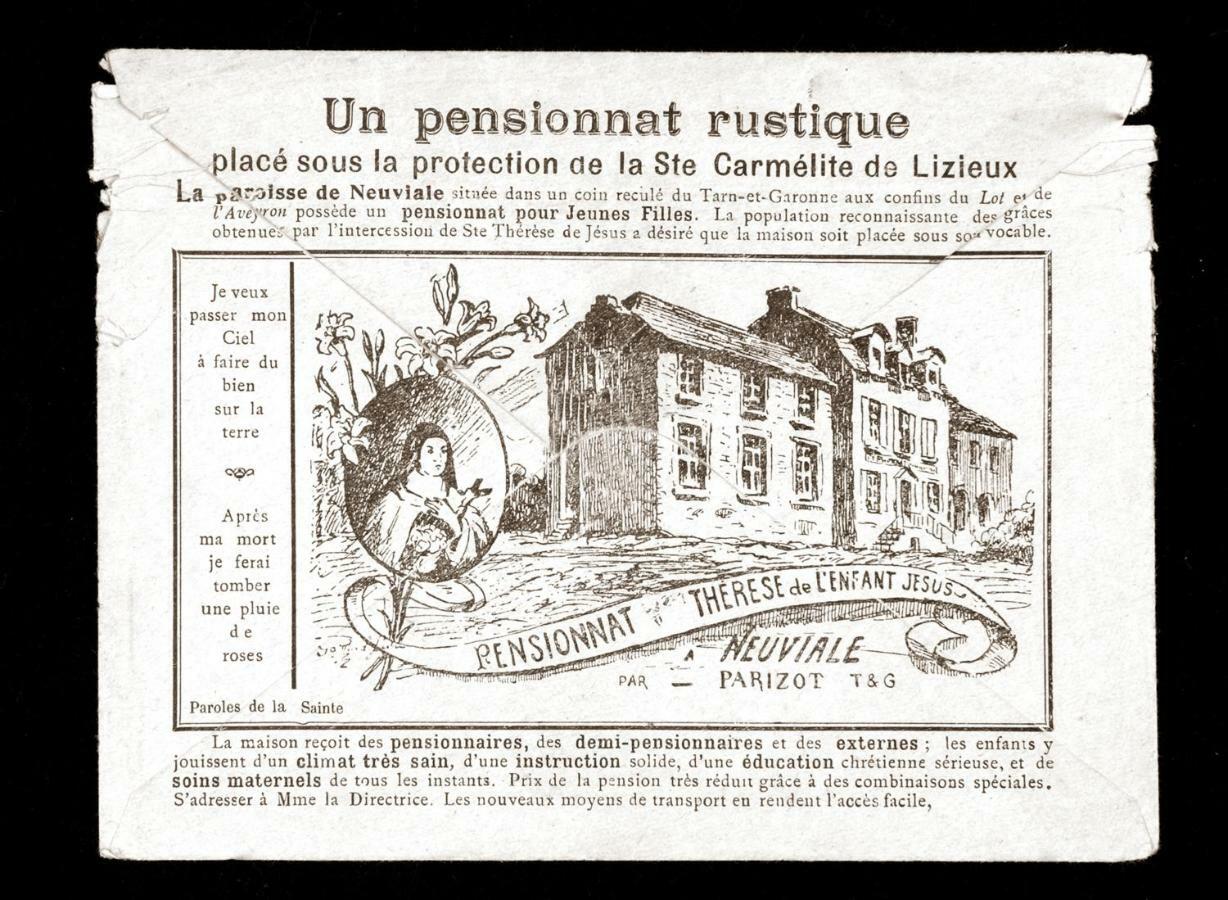 Un pensionnat rustique
placé sous la protection de la Ste Carmélite de Lizieux
La paroisse de Neuviale située dans un coin reculé du Tarn-et-Garonne aux confins du Lot et de
l'Aveyron possède un pensionnat pour Jeunes Filles. La population reconnaissante des grâces
obtenues par l'intercession de Ste Thérèse de Jésus a désiré que la maison soit placée sous son vocable.
Je veux
passer mon
Ciel
à faire du
bien
sur la
terre
Après
ma mort
je ferai
tomber
une pluie
de
roses
Paroles de la Sainte
PENSIONNAT THÉRESE de L'ENFANT JESUS
A NEUVIALE
PAR — PARIZOT T&G
La maison reçoit des pensionnaires, des demi-pensionnaires et des externes ; les enfants y
jouissent d'un climat très sain, d'une instruction solide, d'une éducation chrétienne sérieuse, et de
soins maternels de tous les instants. Prix de la pension très réduit grâce à des combinaisons spéciales.
S'adresser à Mme la Directrice. Les nouveaux moyens de transport en rendent l'accès facile,